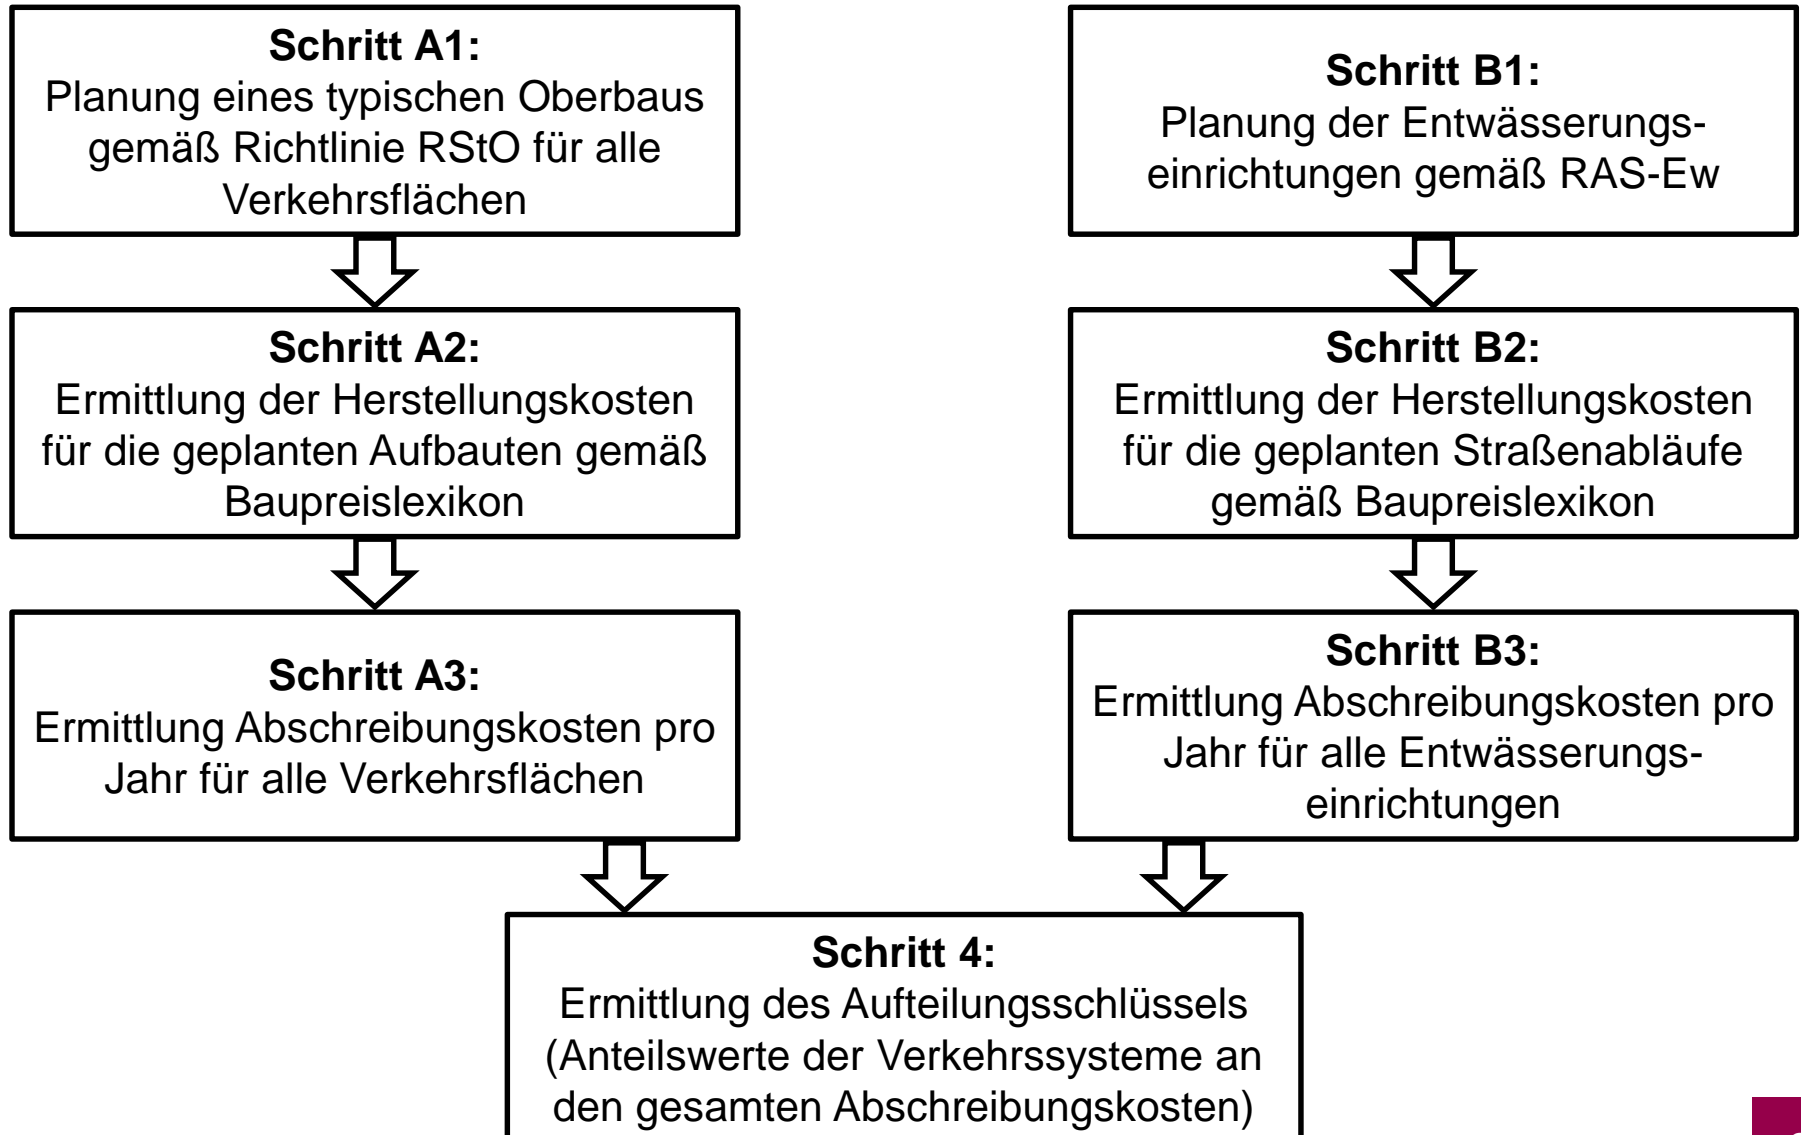 Schritt A1:
Planung eines typischen Oberbaus
gemäß Richtlinie RStO für alle
Verkehrsflächen
Schritt B1:
Planung der Entwässerungs-
einrichtungen gemäß RAS-Ew
Schritt A2:
Ermittlung der Herstellungskosten
für die geplanten Aufbauten gemäß
Baupreislexikon
Schritt B2:
Ermittlung der Herstellungskosten
für die geplanten Straßenabläufe
gemäß Baupreislexikon
Schritt A3:
Ermittlung Abschreibungskosten pro
Jahr für alle Verkehrsflächen
Schritt B3:
Ermittlung Abschreibungskosten pro
Jahr für alle Entwässerungs-
einrichtungen
Schritt 4:
Ermittlung des Aufteilungsschlüssels
(Anteilswerte der Verkehrssysteme an
den gesamten Abschreibungskosten)